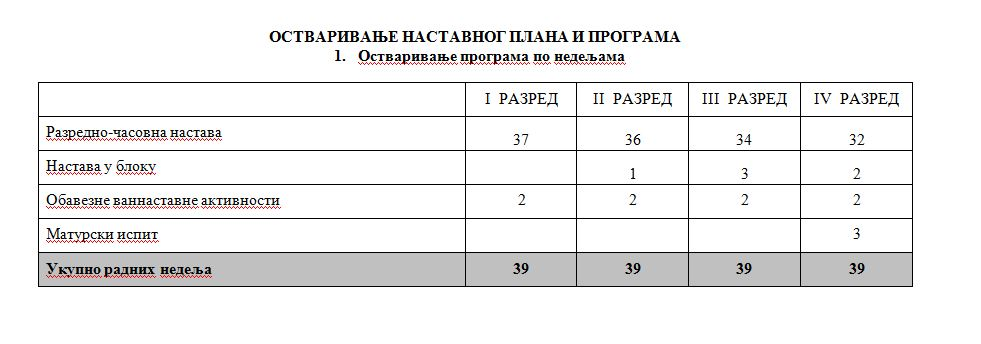 ОСТВАРИВАЊЕ НАСТАВНОГ ПЛАНА И ПРОГРАМА
1. Остваривање програма по недељама
I РАЗРЕД II РАЗРЕД III РАЗРЕД IV РАЗРЕД
Разредно-часовна настава 37 36 34 32
Настава у блоку 1 3 2
Обавезне ваннаставне активности 2 2 2 2
Матурски испит 3
Укупно радних недеља 39 39 39 39